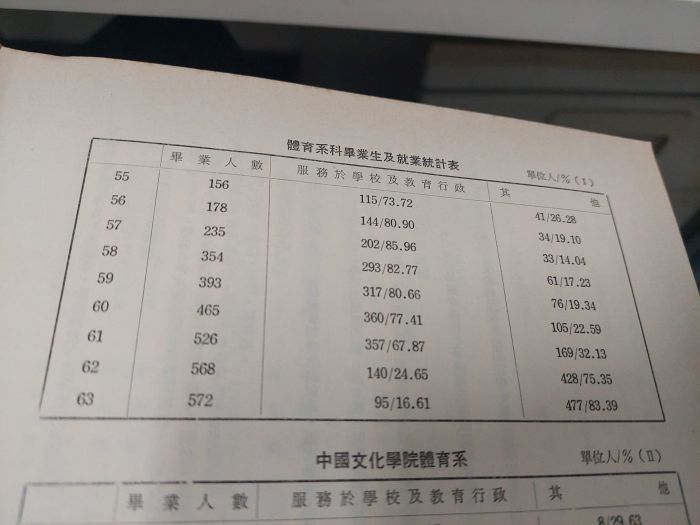 體育系科畢業生及就業統計表 單位人/%(I)
畢業人數 服務於學校及教育行政 其他
55 156 115/73.72 41/26.28
56 178 144/80.90 34/19.10
57 235 202/85.96 33/14.04
58 354 293/82.77 61/17.23
59 393 317/80.66 76/19.34
60 465 360/77.41 105/22.59
61 526 357/67.87 169/32.13
62 568 140/24.65 428/75.35
63 572 95/16.61 477/83.39
中國文化學院體育系 單位人/%(II)
畢業人數 服務於學校及教育行政 其他
8/29.63